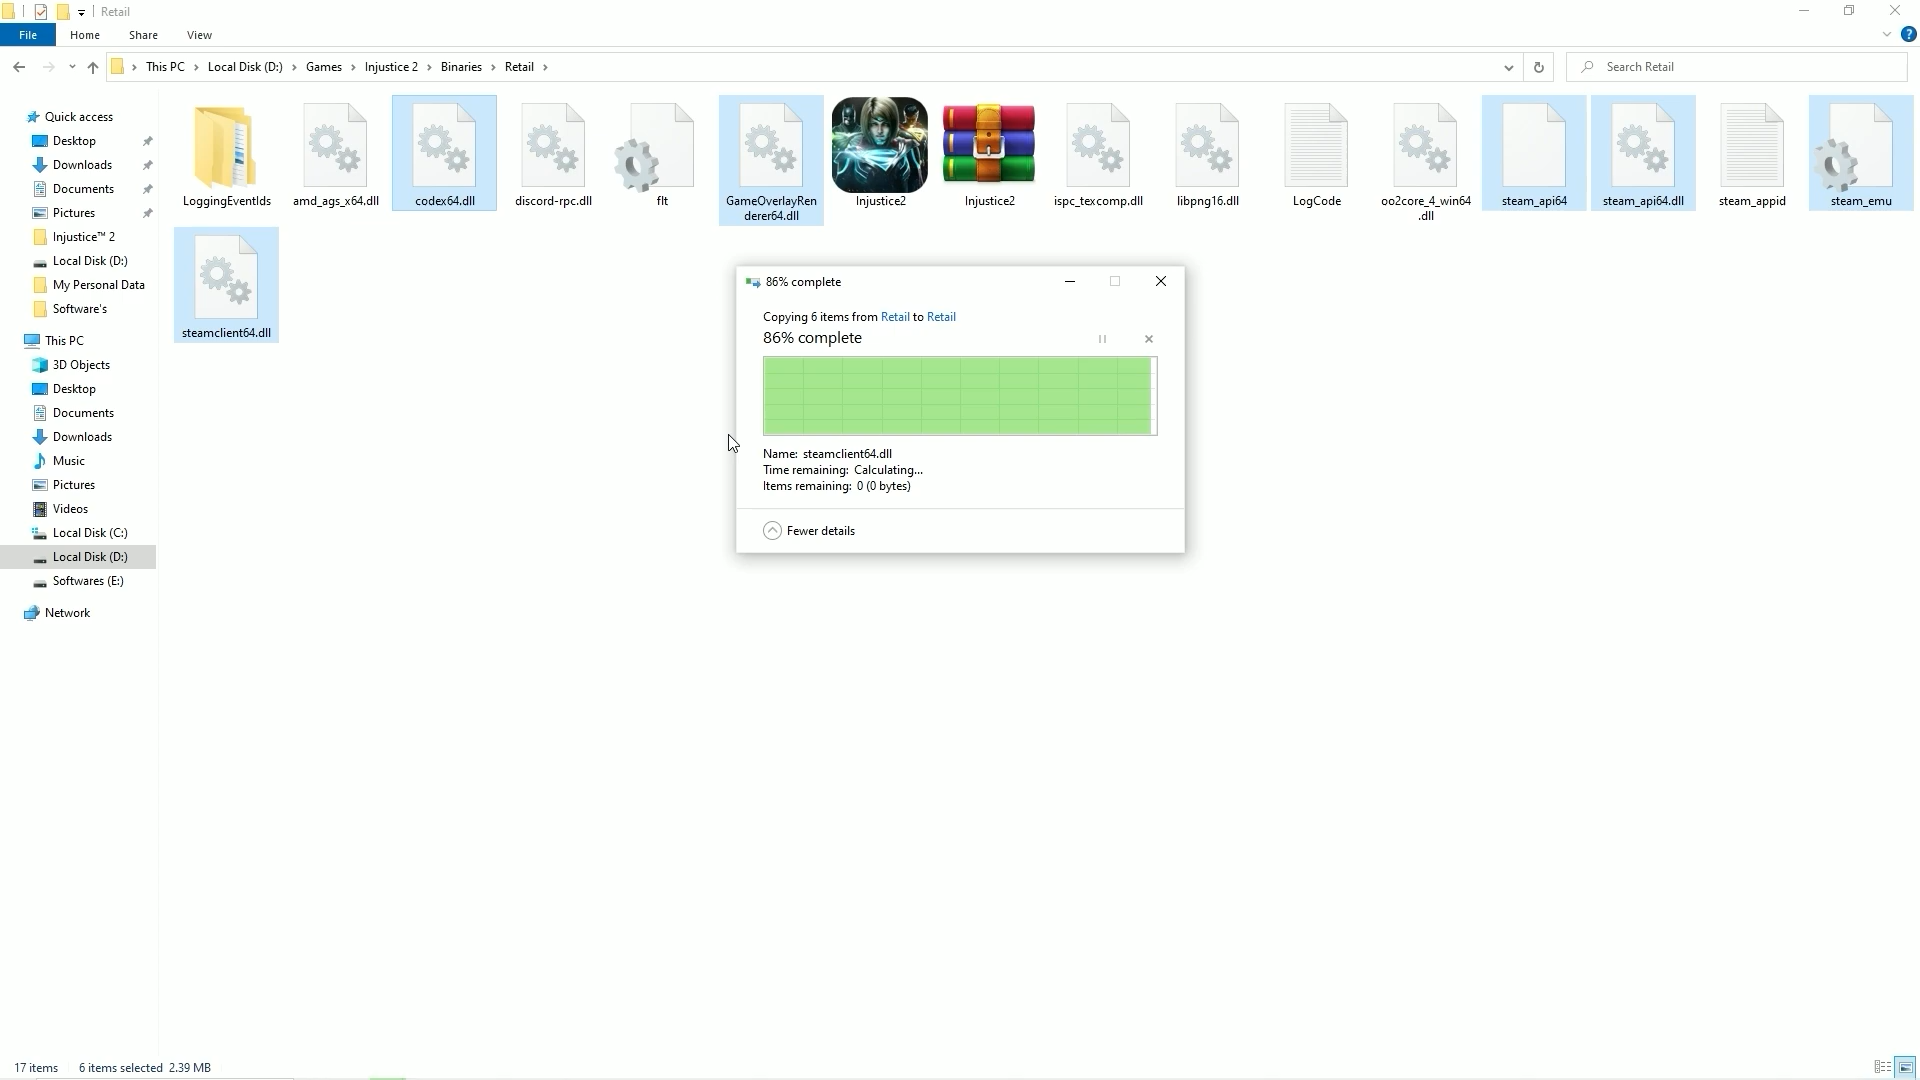 Retail
File Home Share View
This PC Local Disk (D:) Games Injustice 2 Binaries Retail
Search Retail
Quick access
Desktop
Downloads
Documents
Pictures
Injustice™ 2
Local Disk (D:)
My Personal Data
Software's
This PC
3D Objects
Desktop
Documents
Downloads
Music
Pictures
Videos
Local Disk (C:)
Local Disk (D:)
Softwares (E:)
Network
LoggingEventIds
amd_ags_x64.dll
codex64.dll
discord-rpc.dll
flt
GameOverlayRen
derer64.dll
Injustice2
Injustice2
ispc_texcomp.dll
libpng16.dll
LogCode
oo2core_4_win64
.dll
steam_api64
steam_api64.dll
steam_appid
steam_emu
steamclient64.dll
86% complete
Copying 6 items from Retail to Retail
86% complete
Name: steamclient64.dll
Time remaining: Calculating...
Items remaining: 0 (0 bytes)
Fewer details
17 items 6 items selected 2.39 MB